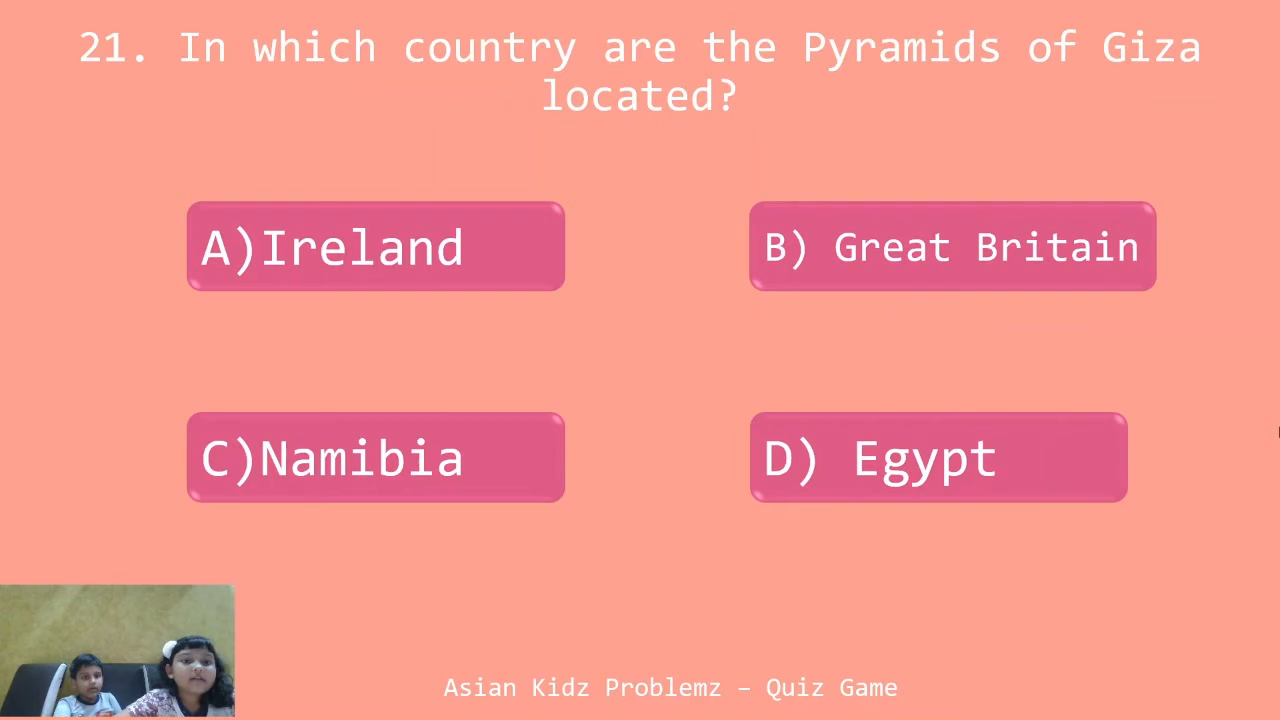 21. In which country are the Pyramids of Giza
located?
A)Ireland
B) Great Britain
C)Namibia
D) Egypt
Asian Kidz Problemz – Quiz Game